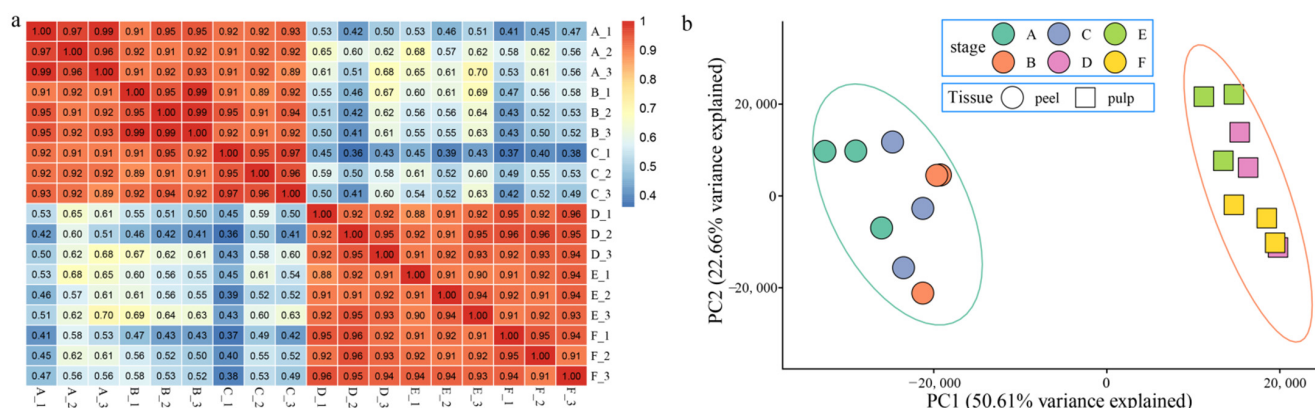 a
1.00 0.97 0.99 0.91 0.95 0.95 0.92 0.92 0.93 0.53 0.42 0.50 0.53 0.46 0.51 0.41 0.45 0.47 A_1
0.97 1.00 0.96 0.92 0.91 0.92 0.91 0.92 0.92 0.65 0.60 0.62 0.68 0.57 0.62 0.58 0.62 0.56 A_2
0.99 0.96 1.00 0.91 0.92 0.93 0.91 0.92 0.89 0.61 0.51 0.68 0.65 0.61 0.70 0.53 0.61 0.56 A_3
0.91 0.92 0.91 1.00 0.95 0.99 0.91 0.89 0.92 0.55 0.46 0.67 0.60 0.61 0.69 0.47 0.56 0.58 B_1
0.95 0.91 0.92 0.95 1.00 0.99 0.95 0.91 0.94 0.51 0.42 0.62 0.56 0.56 0.64 0.43 0.52 0.53 B_2
0.95 0.92 0.93 0.99 0.99 1.00 0.92 0.91 0.92 0.50 0.41 0.61 0.55 0.55 0.63 0.43 0.50 0.52 B_3
0.92 0.91 0.91 0.91 0.95 0.92 1.00 0.95 0.97 0.45 0.36 0.43 0.45 0.39 0.43 0.37 0.40 0.38 C_1
0.92 0.92 0.92 0.89 0.91 0.91 0.95 1.00 0.96 0.59 0.50 0.58 0.61 0.52 0.60 0.49 0.55 0.53 C_2
0.93 0.92 0.89 0.92 0.94 0.92 0.97 0.96 1.00 0.50 0.41 0.60 0.54 0.52 0.63 0.42 0.52 0.49 C_3
0.53 0.65 0.61 0.55 0.51 0.50 0.45 0.59 0.50 1.00 0.92 0.92 0.88 0.91 0.92 0.95 0.92 0.96 D_1
0.42 0.60 0.51 0.46 0.42 0.41 0.36 0.50 0.41 0.92 1.00 0.95 0.92 0.91 0.95 0.96 0.96 0.95 D_2
0.50 0.62 0.68 0.67 0.62 0.61 0.43 0.58 0.60 0.92 0.95 1.00 0.91 0.92 0.93 0.92 0.93 0.94 D_3
0.53 0.68 0.65 0.60 0.56 0.55 0.45 0.61 0.54 0.88 0.92 0.91 1.00 0.91 0.90 0.91 0.92 0.94 E_1
0.46 0.57 0.61 0.61 0.56 0.55 0.39 0.52 0.52 0.91 0.91 0.92 0.91 1.00 0.94 0.92 0.91 0.94 E_2
0.51 0.62 0.70 0.69 0.64 0.63 0.43 0.60 0.63 0.92 0.95 0.93 0.90 0.94 1.00 0.91 0.92 0.93 E_3
0.41 0.58 0.53 0.47 0.43 0.43 0.37 0.49 0.42 0.95 0.96 0.92 0.91 0.92 0.91 1.00 0.95 0.94 F_1
0.45 0.62 0.61 0.56 0.52 0.50 0.40 0.55 0.52 0.92 0.96 0.93 0.92 0.91 0.92 0.95 1.00 0.91 F_2
0.47 0.56 0.56 0.58 0.53 0.52 0.38 0.53 0.49 0.96 0.95 0.94 0.94 0.94 0.93 0.94 0.91 1.00 F_3
A_1 A_2 A_3 B_1 B_2 B_3 C_1 C_2 C_3 D_1 D_2 D_3 E_1 E_2 E_3 F_1 F_2 F_3
1
0.9
0.8
0.7
0.6
0.5
0.4
b
stage A C E
B D F
Tissue peel pulp
PC2 (22.66% variance explained)
20, 000
0
−20, 000
−20, 000 0 20, 000
PC1 (50.61% variance explained)